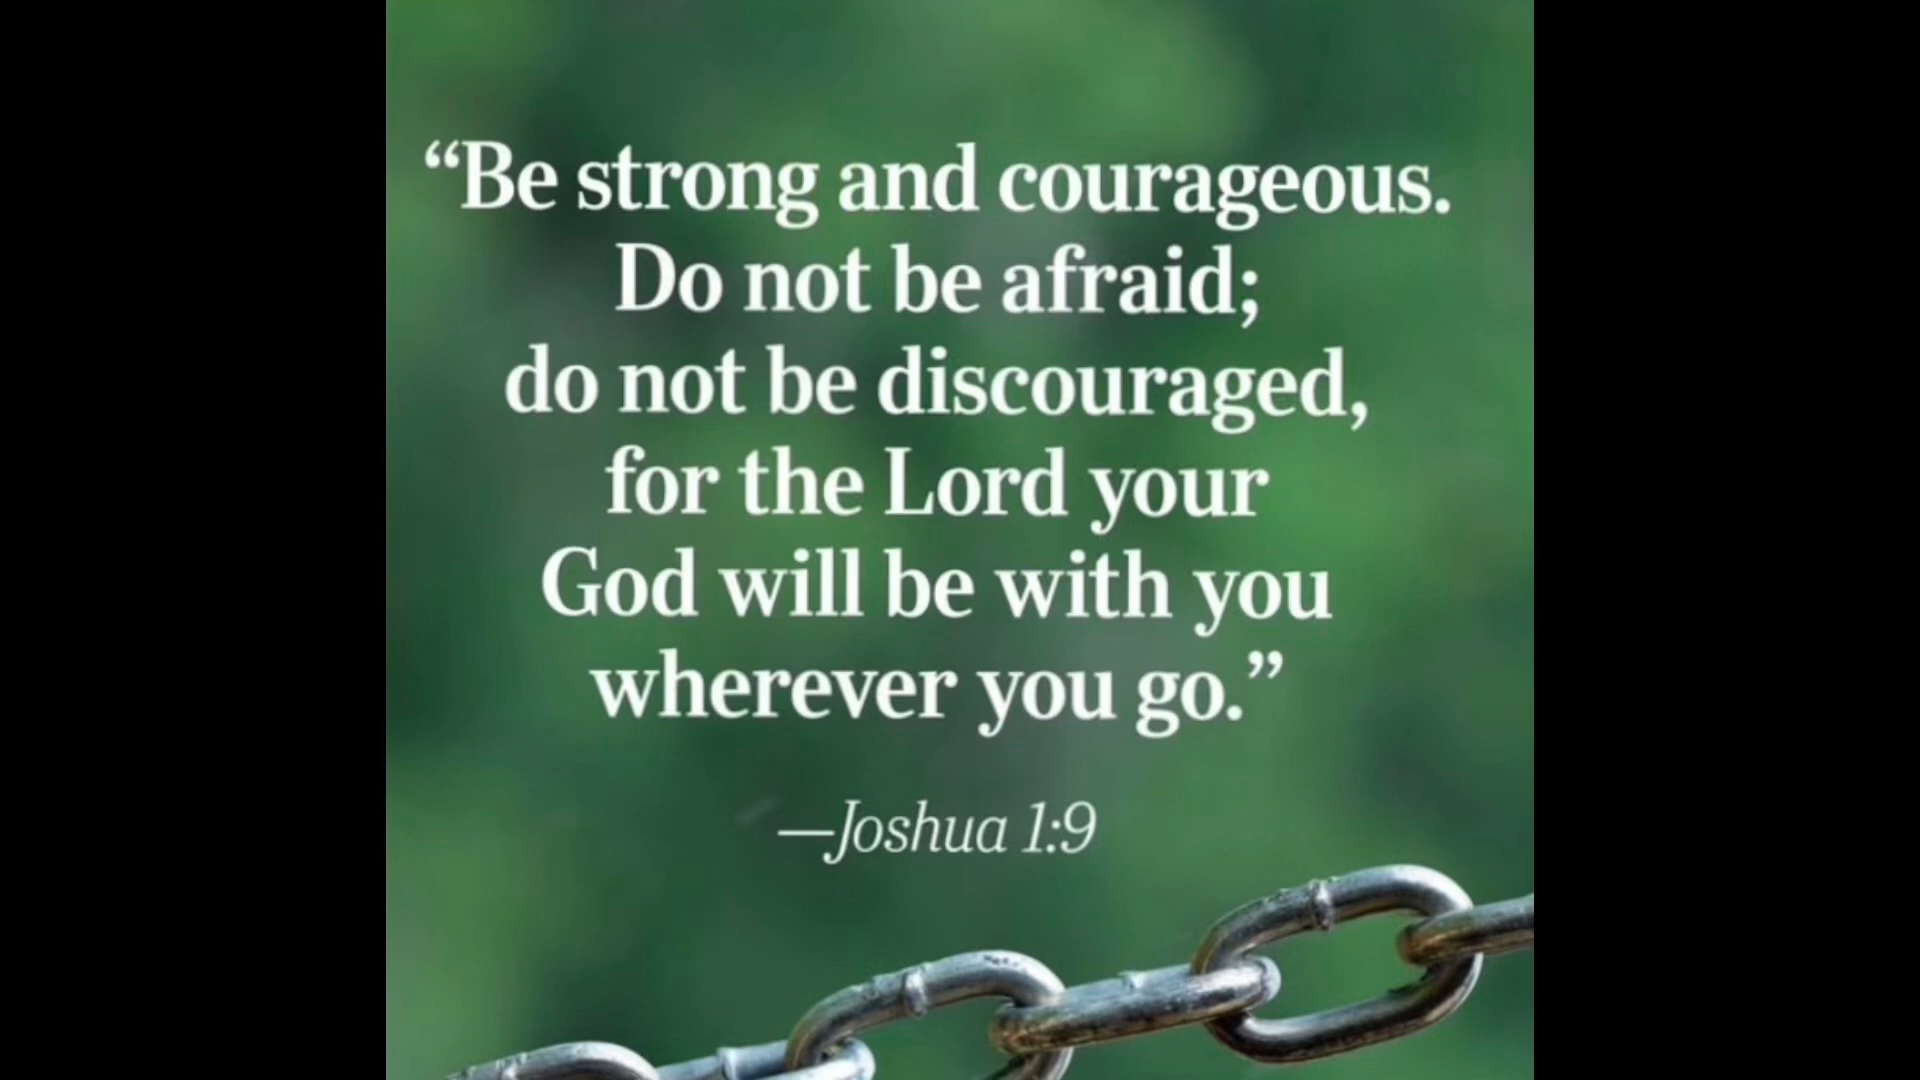 “Be strong and courageous.
Do not be afraid;
do not be discouraged,
for the Lord your
God will be with you
wherever you go.”
—Joshua 1:9